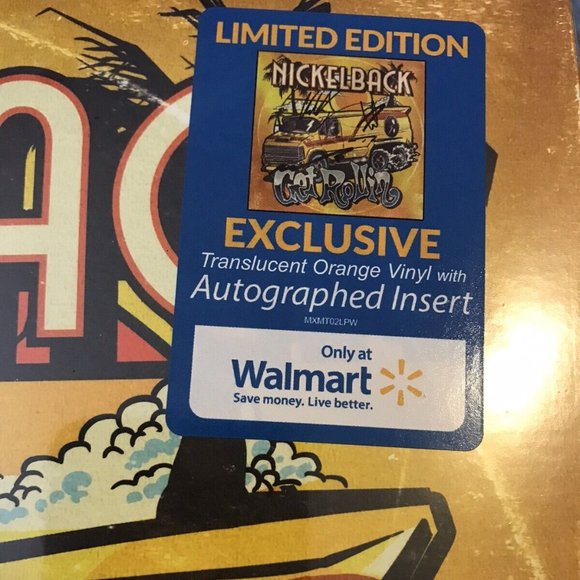 LIMITED EDITION
NICKELBACK
Get Rollin
EXCLUSIVE
Translucent Orange Vinyl with
Autographed Insert
MXMT02LPW
Only at
Walmart
Save money. Live better.
AC